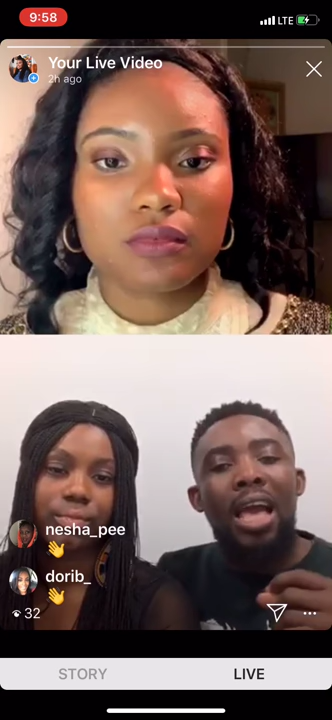 9:58
LTE
Your Live Video
2h ago
nesha_pee
👋
dorib_
👋
32
STORY
LIVE